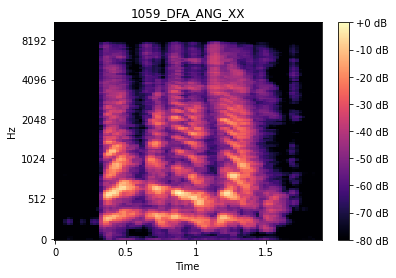 1059_DFA_ANG_XX
+0 dB
8192
-10 dB
4096
-20 dB
-30 dB
Hz
2048
-40 dB
1024
-50 dB
-60 dB
512
-70 dB
0
-80 dB
0
0.5
1
1.5
Time